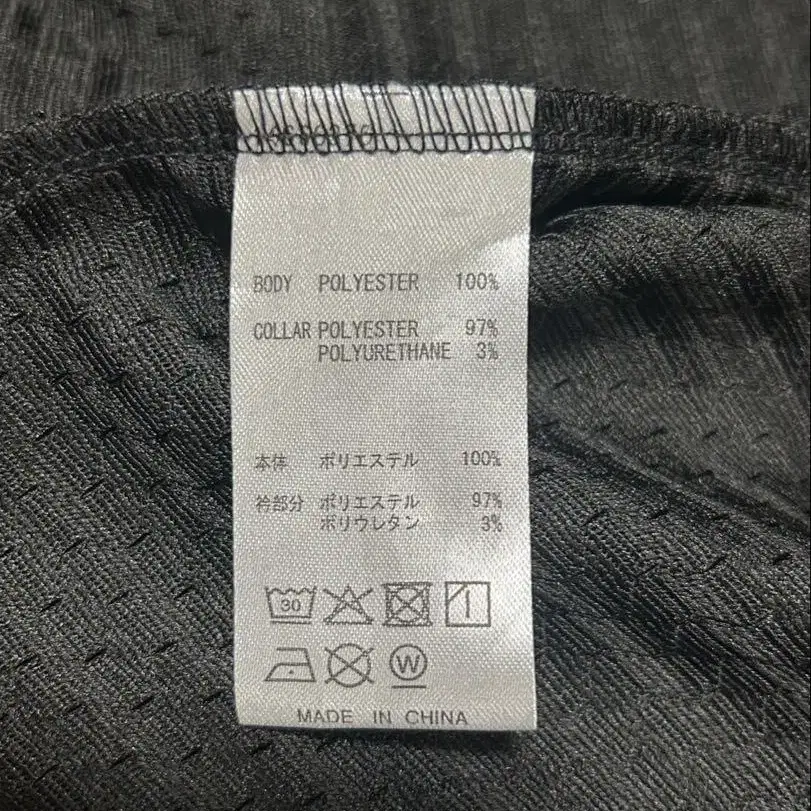 BODY POLYESTER 100%
COLLAR POLYESTER 97%
POLYURETHANE 3%
本体 ポリエステル 100%
衿部分 ポリエステル 97%
ポリウレタン 3%
30
W
MADE IN CHINA